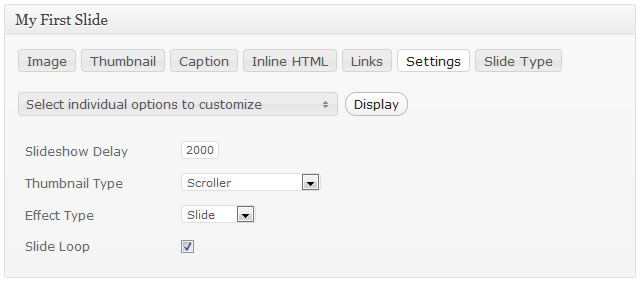 My First Slide
Image Thumbnail Caption Inline HTML Links Settings Slide Type
Select individual options to customize Display
Slideshow Delay 2000
Thumbnail Type Scroller
Effect Type Slide
Slide Loop